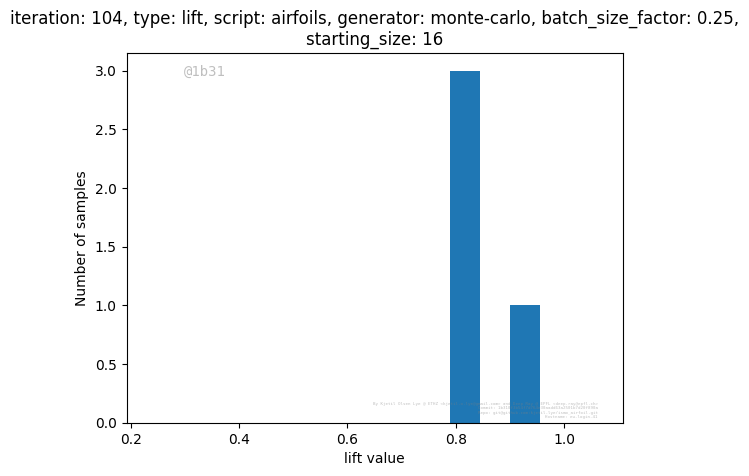 iteration: 104, type: lift, script: airfoils, generator: monte-carlo, batch_size_factor: 0.25,
starting_size: 16
@1b31
3.0
2.5
2.0
1.5
1.0
0.5
0.0
Number of samples
0.2 0.4 0.6 0.8 1.0
lift value